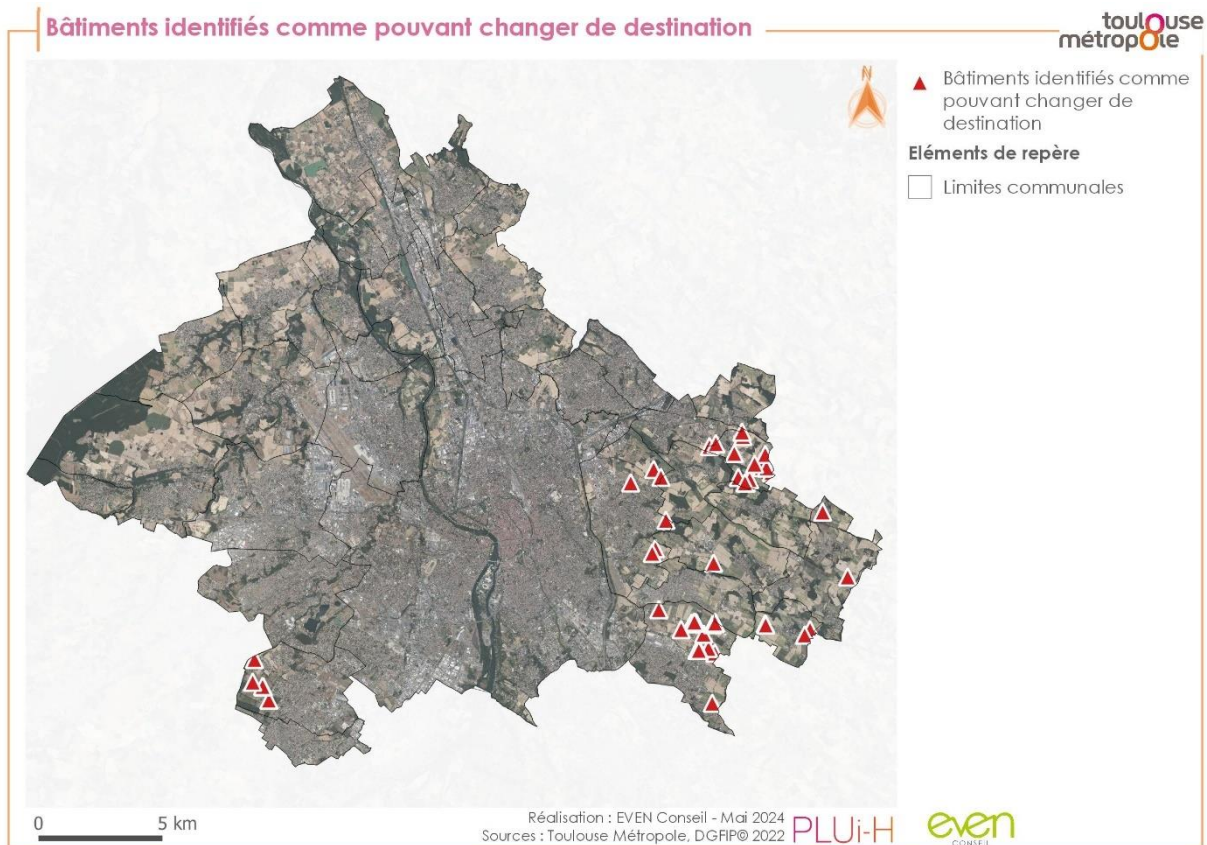 Bâtiments identifiés comme pouvant changer de destination
toulouse
métropole
N
Bâtiments identifiés comme
pouvant changer de
destination
Eléments de repère
Limites communales
0 5 km
Réalisation : EVEN Conseil - Mai 2024
Sources : Toulouse Métropole, DGFIP© 2022
PLUi-H
even
CONSEIL